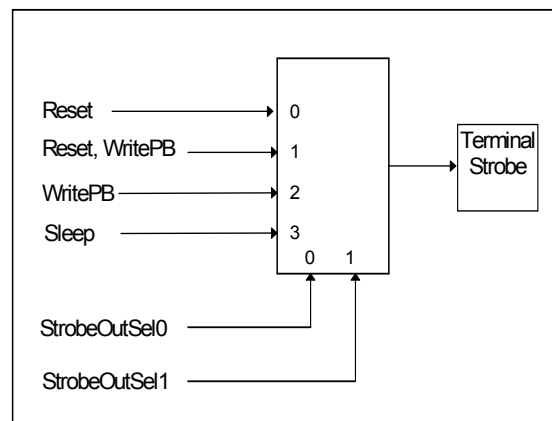 Reset
0
Reset, WritePB
1
WritePB
2
Sleep
3
0 1
Terminal
Strobe
StrobeOutSel0
StrobeOutSel1